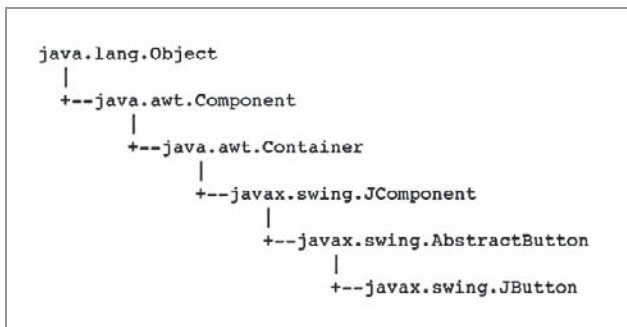 java.lang.Object
|
+--java.awt.Component
|
+--java.awt.Container
|
+--javax.swing.JComponent
|
+--javax.swing.AbstractButton
|
+--javax.swing.JButton